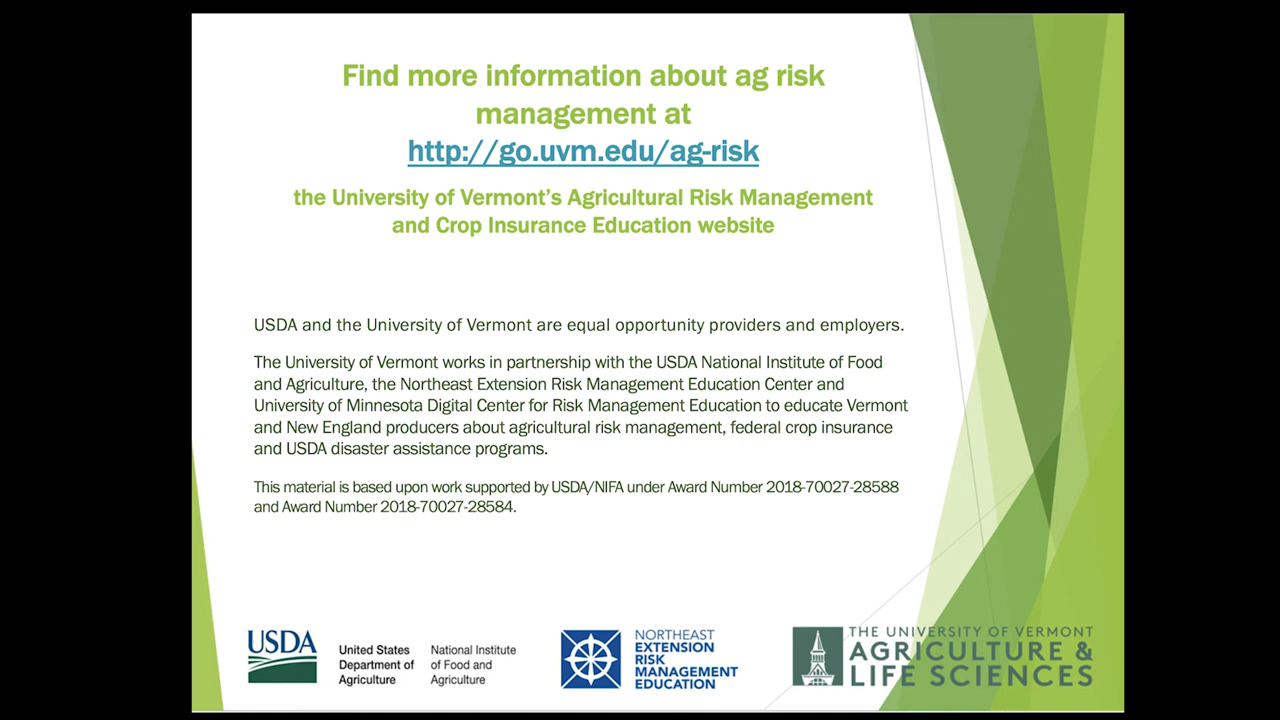 Find more information about ag risk
management at
http://go.uvm.edu/ag-risk
the University of Vermont’s Agricultural Risk Management
and Crop Insurance Education website
USDA and the University of Vermont are equal opportunity providers and employers.
The University of Vermont works in partnership with the USDA National Institute of Food
and Agriculture, the Northeast Extension Risk Management Education Center and
University of Minnesota Digital Center for Risk Management Education to educate Vermont
and New England producers about agricultural risk management, federal crop insurance
and USDA disaster assistance programs.
This material is based upon work supported by USDA/NIFA under Award Number 2018-70027-28588
and Award Number 2018-70027-28584.
USDA
United States
Department of
Agriculture
National Institute
of Food and
Agriculture
NORTHEAST
EXTENSION
RISK
MANAGEMENT
EDUCATION
THE UNIVERSITY OF VERMONT
AGRICULTURE &
LIFE SCIENCES